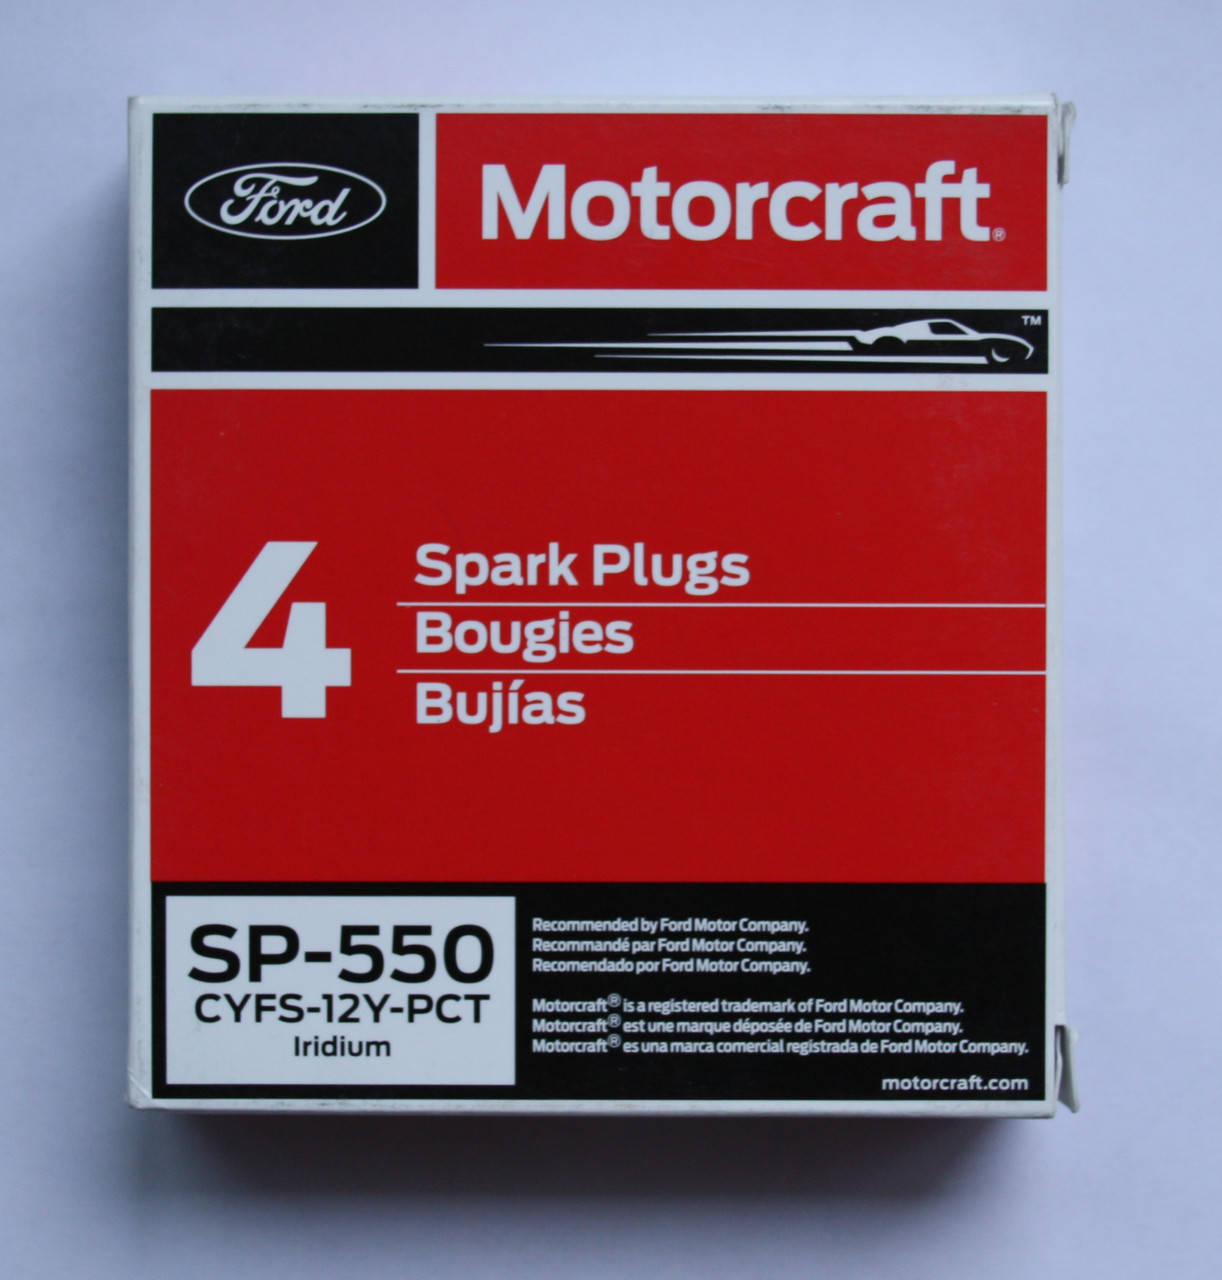 Ford
Motorcraft®
TM
4
Spark Plugs
Bougies
Bujías
SP-550
CYFS-12Y-PCT
Iridium
Recommended by Ford Motor Company.
Recommandé par Ford Motor Company.
Recomendado por Ford Motor Company.
Motorcraft® is a registered trademark of Ford Motor Company.
Motorcraft® est une marque déposée de Ford Motor Company.
Motorcraft® es una marca comercial registrada de Ford Motor Company.
motorcraft.com